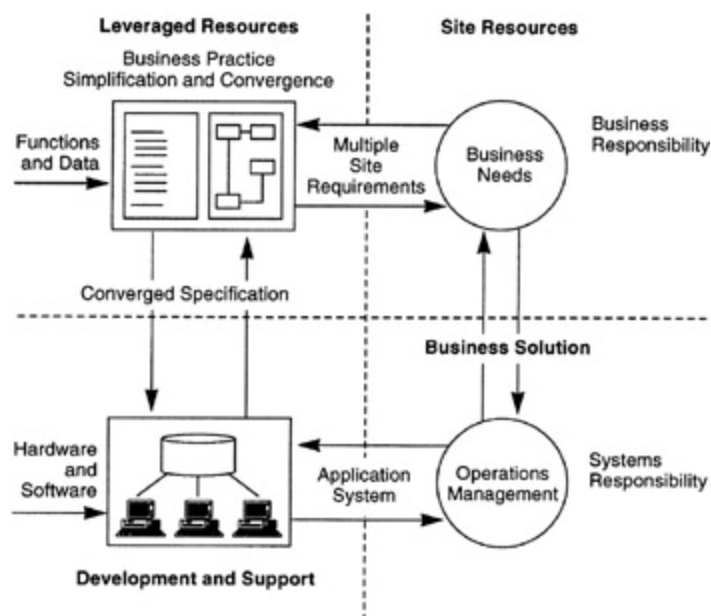 Leveraged Resources
Site Resources
Business Practice
Simplification and Convergence
Functions
and Data
Multiple
Site
Requirements
Business
Needs
Business
Responsibility
Converged Specification
Business Solution
Hardware
and
Software
Application
System
Operations
Management
Systems
Responsibility
Development and Support